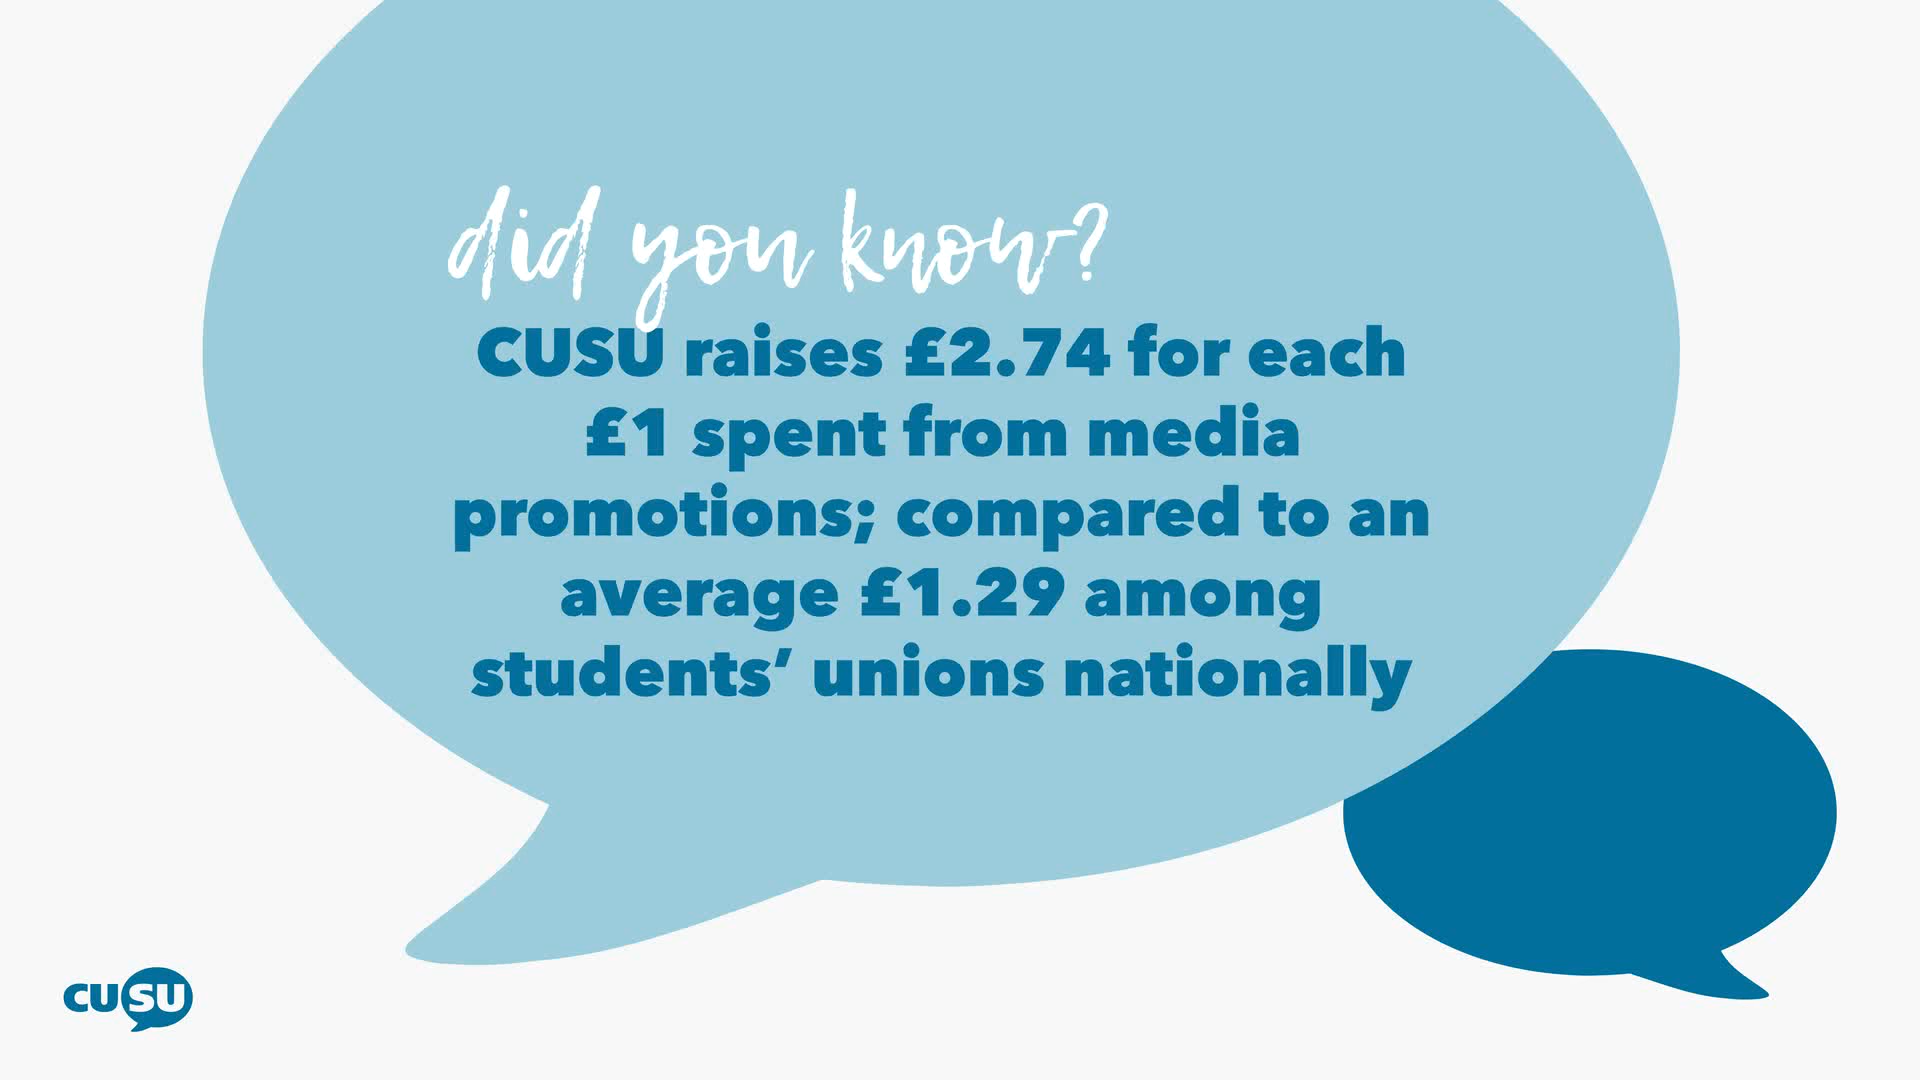 did you know?
CUSU raises £2.74 for each
£1 spent from media
promotions; compared to an
average £1.29 among
students’ unions nationally
CUSU